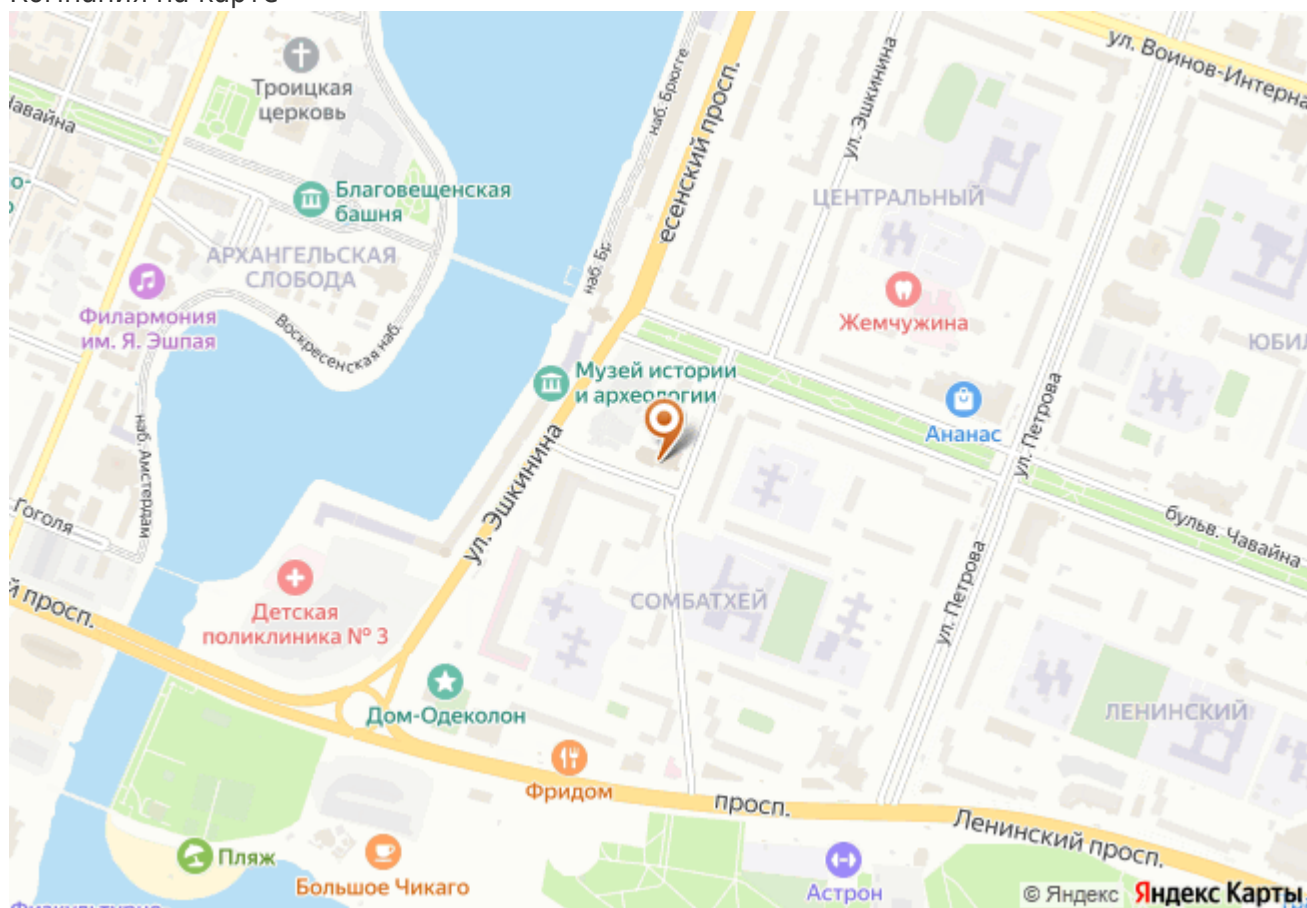 Компания на карте
ул. Воинов-Интерна
Троицкая
церковь
наб. Брюгге
есенский просп.
ул. Эшкинина
Чавайна
Благовещенская
башня
ЦЕНТРАЛЬНЫЙ
АРХАНГЕЛЬСКАЯ
СЛОБОДА
наб. Бр
Филармония
им. Я. Эшпая
Воскресенская наб.
Жемчужина
ЮБИЛ
Музей истории
и археологии
Ананас
ул. Петрова
наб. Амстердам
ул. Эшкинина
Гоголя
бульв. Чавайна
Детская
поликлиника № 3
СОМБАТХЕЙ
ул. Петрова
й просп.
Дом-Одеколон
ЛЕНИНСКИЙ
Фридом
просп.
Ленинский просп.
Пляж
Большое Чикаго
Астрон
© Яндекс Яндекс Карты